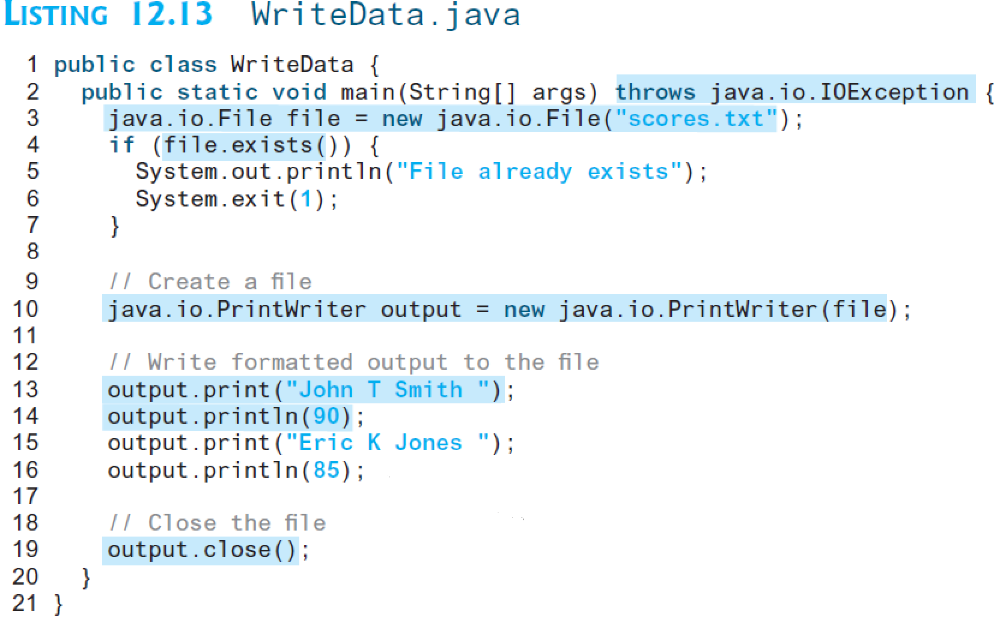 LISTING 12.13 WriteData.java
1 public class WriteData {
2   public static void main(String[] args) throws java.io.IOException {
3     java.io.File file = new java.io.File("scores.txt");
4     if (file.exists()) {
5       System.out.println("File already exists");
6       System.exit(1);
7     }
8
9     // Create a file
10     java.io.PrintWriter output = new java.io.PrintWriter(file);
11
12     // Write formatted output to the file
13     output.print("John T Smith ");
14     output.println(90);
15     output.print("Eric K Jones ");
16     output.println(85);
17
18     // Close the file
19     output.close();
20   }
21 }